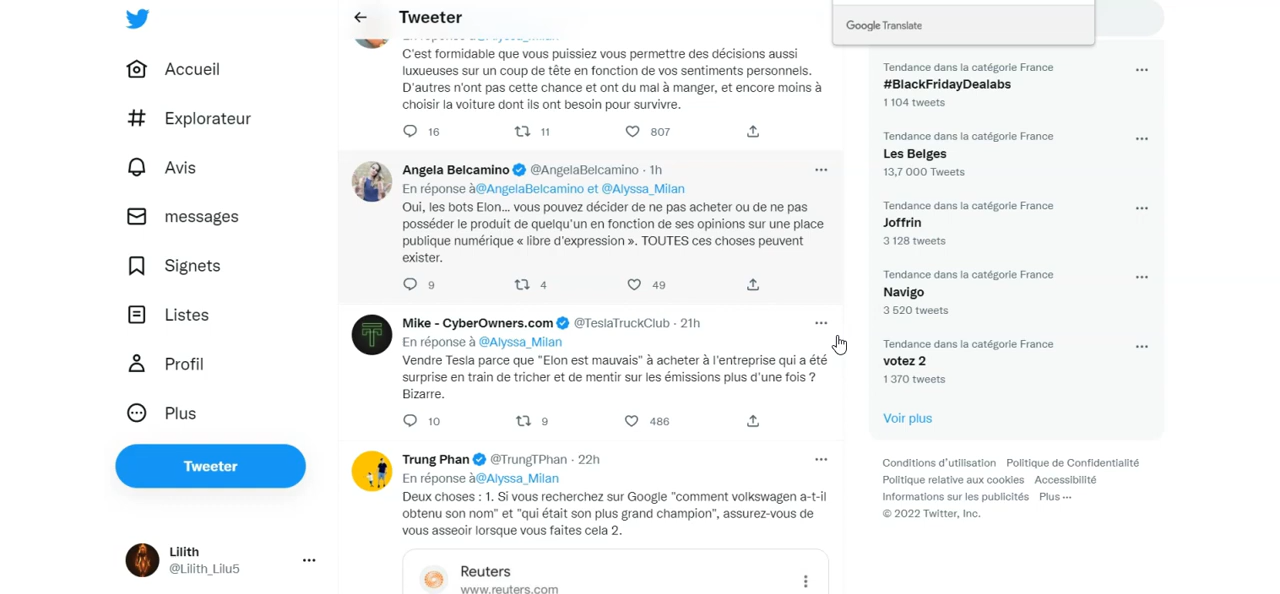 Tweeter
Google Translate
Accueil
Explorateur
Avis
messages
Signets
Listes
Profil
Plus
Tweeter
Lilith
@Lilith_Lilu5
En réponse à @Alyssa_Milan
C'est formidable que vous puissiez vous permettre des décisions aussi
luxueuses sur un coup de tête en fonction de vos sentiments personnels.
D'autres n'ont pas cette chance et ont du mal à manger, et encore moins à
choisir la voiture dont ils ont besoin pour survivre.
16 11 807
Angela Belcamino @AngelaBelcamino · 1h
En réponse à@AngelaBelcamino et @Alyssa_Milan
Oui, les bots Elon... vous pouvez décider de ne pas acheter ou de ne pas
posséder le produit de quelqu'un en fonction de ses opinions sur une place
publique numérique « libre d'expression ». TOUTES ces choses peuvent
exister.
9 4 49
Mike - CyberOwners.com @TeslaTruckClub · 21h
En réponse à @Alyssa_Milan
Vendre Tesla parce que "Elon est mauvais" à acheter à l'entreprise qui a été
surprise en train de tricher et de mentir sur les émissions plus d'une fois ?
Bizarre.
10 9 486
Trung Phan @TrungTPhan · 22h
En réponse à@Alyssa_Milan
Deux choses : 1. Si vous recherchez sur Google "comment volkswagen a-t-il
obtenu son nom" et "qui était son plus grand champion", assurez-vous de
vous asseoir lorsque vous faites cela 2.
Reuters
www.reuters.com
Tendance dans la catégorie France
#BlackFridayDealabs
1 104 tweets
Tendance dans la catégorie France
Les Belges
13,7 000 Tweets
Tendance dans la catégorie France
Joffrin
3 128 tweets
Tendance dans la catégorie France
Navigo
3 520 tweets
Tendance dans la catégorie France
votez 2
1 370 tweets
Voir plus
Conditions d'utilisation Politique de Confidentialité
Politique relative aux cookies Accessibilité
Informations sur les publicités Plus ···
© 2022 Twitter, Inc.